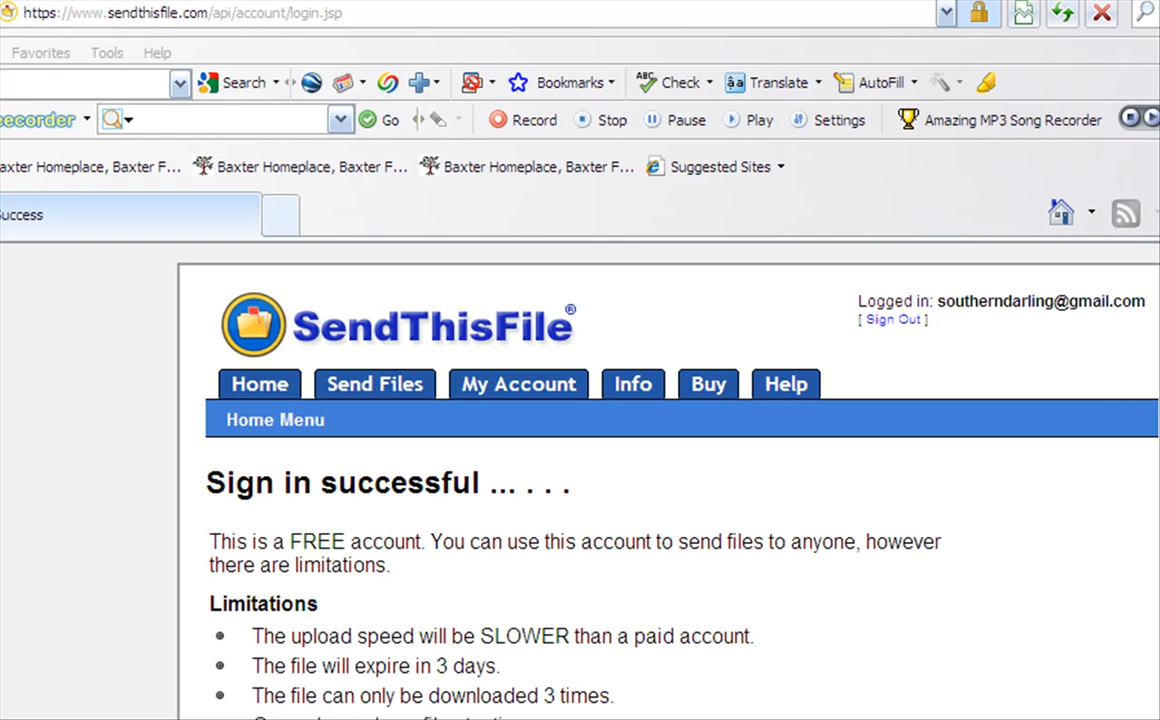 https://www.sendthisfile.com/api/account/login.jsp
Favorites Tools Help
Search Bookmarks ABC Check aあ Translate AutoFill
ecorder Go Record Stop Pause Play Settings Amazing MP3 Song Recorder
axter Homeplace, Baxter F... Baxter Homeplace, Baxter F... Baxter Homeplace, Baxter F... Suggested Sites
uccess
SendThisFile®
Logged in: southerndarling@gmail.com
[ Sign Out ]
Home Send Files My Account Info Buy Help
Home Menu
Sign in successful ... . . .
This is a FREE account. You can use this account to send files to anyone, however
there are limitations.
Limitations
The upload speed will be SLOWER than a paid account.
The file will expire in 3 days.
The file can only be downloaded 3 times.